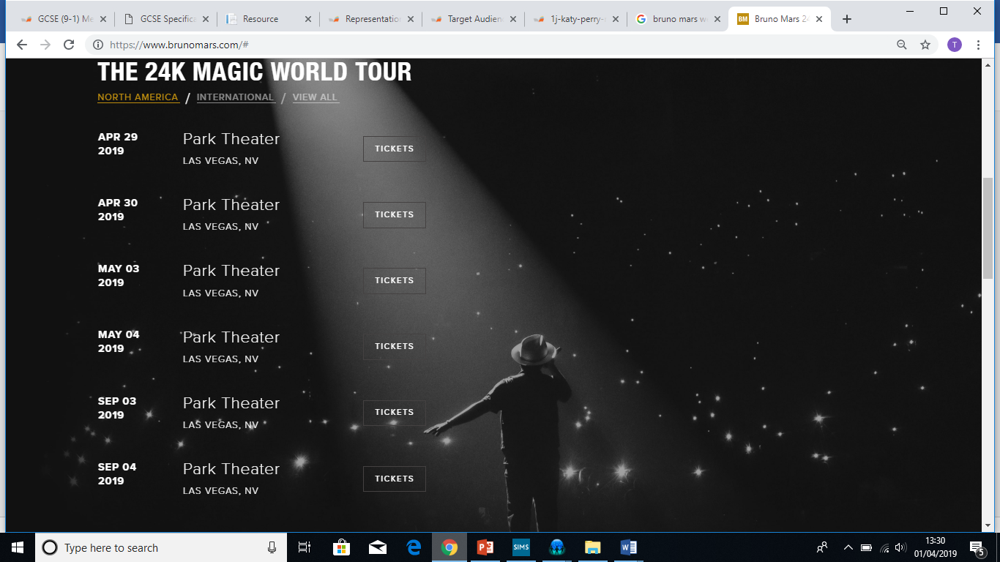 GCSE (9-1) Me
GCSE Specifica
Resource
Representatio
Target Audien
1j-katy-perry-
bruno mars w
BM
Bruno Mars 24
https://www.brunomars.com/#
T
THE 24K MAGIC WORLD TOUR
NORTH AMERICA / INTERNATIONAL / VIEW ALL
APR 29
2019
Park Theater
LAS VEGAS, NV
TICKETS
APR 30
2019
Park Theater
LAS VEGAS, NV
TICKETS
MAY 03
2019
Park Theater
LAS VEGAS, NV
TICKETS
MAY 04
2019
Park Theater
LAS VEGAS, NV
TICKETS
SEP 03
2019
Park Theater
LAS VEGAS, NV
TICKETS
SEP 04
2019
Park Theater
LAS VEGAS, NV
TICKETS
Type here to search
SIMS
13:30
01/04/2019
5